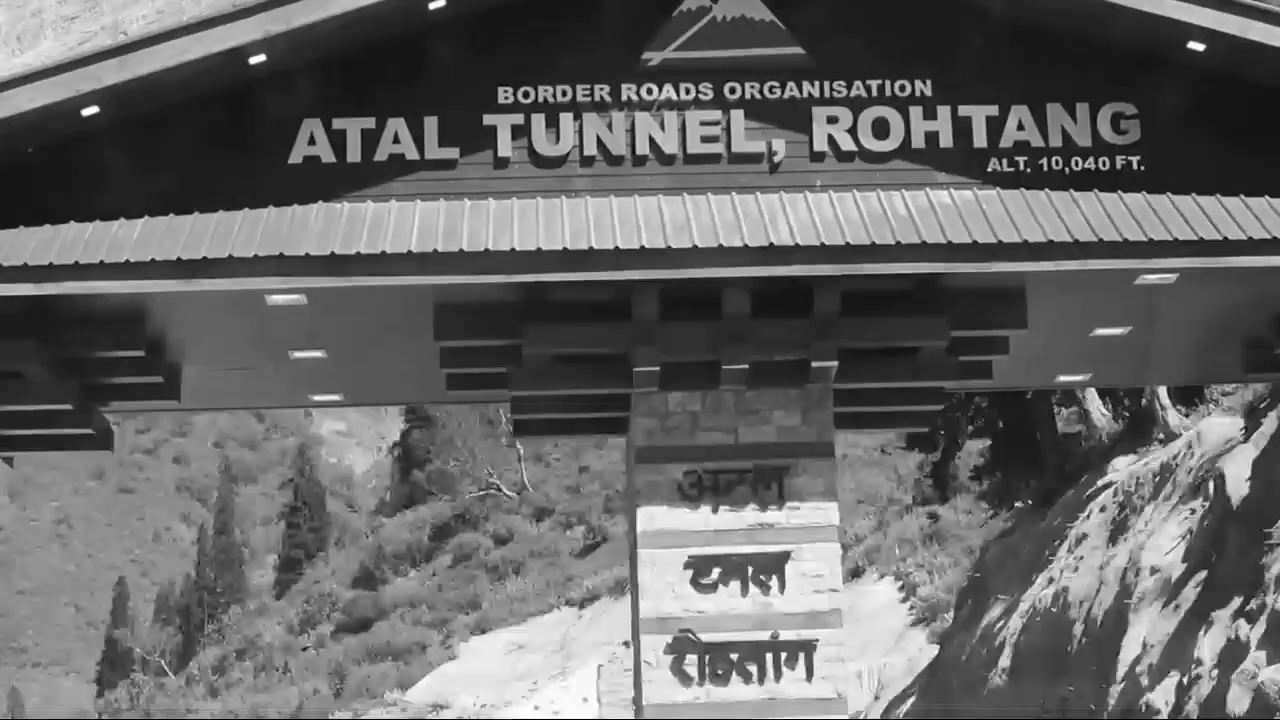 BORDER ROADS ORGANISATION
ATAL TUNNEL, ROHTANG
ALT. 10,040 FT.
अटल
टनल
रोहतांग